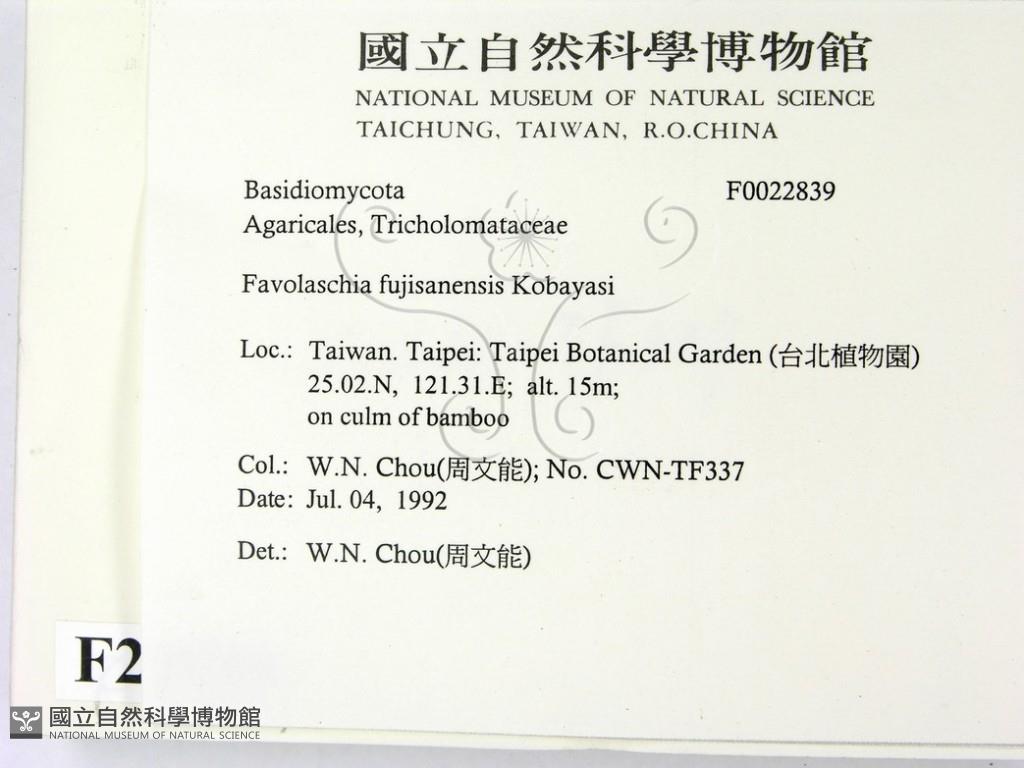 國立自然科學博物館
NATIONAL MUSEUM OF NATURAL SCIENCE
TAICHUNG, TAIWAN, R.O.CHINA
Basidiomycota F0022839
Agaricales, Tricholomataceae
Favolaschia fujisanensis Kobayasi
Loc.: Taiwan. Taipei: Taipei Botanical Garden (台北植物園)
25.02.N, 121.31.E; alt. 15m;
on culm of bamboo
Col.: W.N. Chou(周文能); No. CWN-TF337
Date: Jul. 04, 1992
Det.: W.N. Chou(周文能)
F2
國立自然科學博物館
NATIONAL MUSEUM OF NATURAL SCIENCE